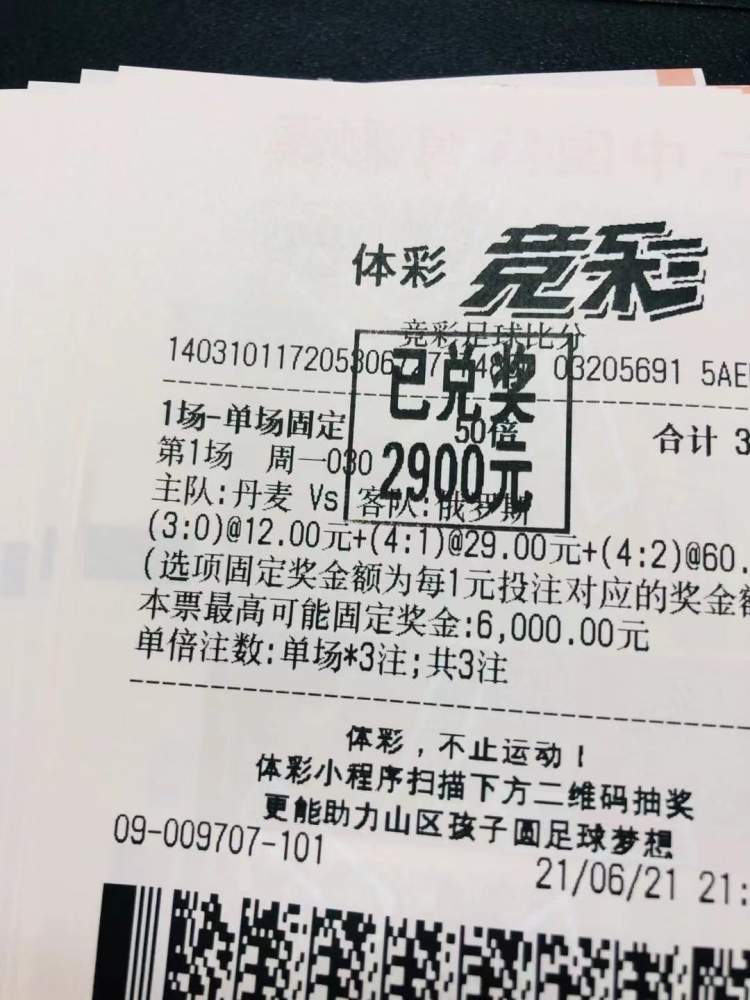 体彩 竞彩
竞彩足球比分
03205691 5AE
已兑奖
2900元
1场-单场固定 50倍 合计 3
第1场 周一030
主队:丹麦 Vs 客队:俄罗斯
(3:0)@12.00元+(4:1)@29.00元+(4:2)@60.
(选项固定奖金额为每1元投注对应的奖金额
本票最高可能固定奖金:6,000.00元
单倍注数:单场*3注;共3注
体彩，不止运动！
体彩小程序扫描下方二维码抽奖
更能助力山区孩子圆足球梦想
09-009707-101 21/06/21 21: